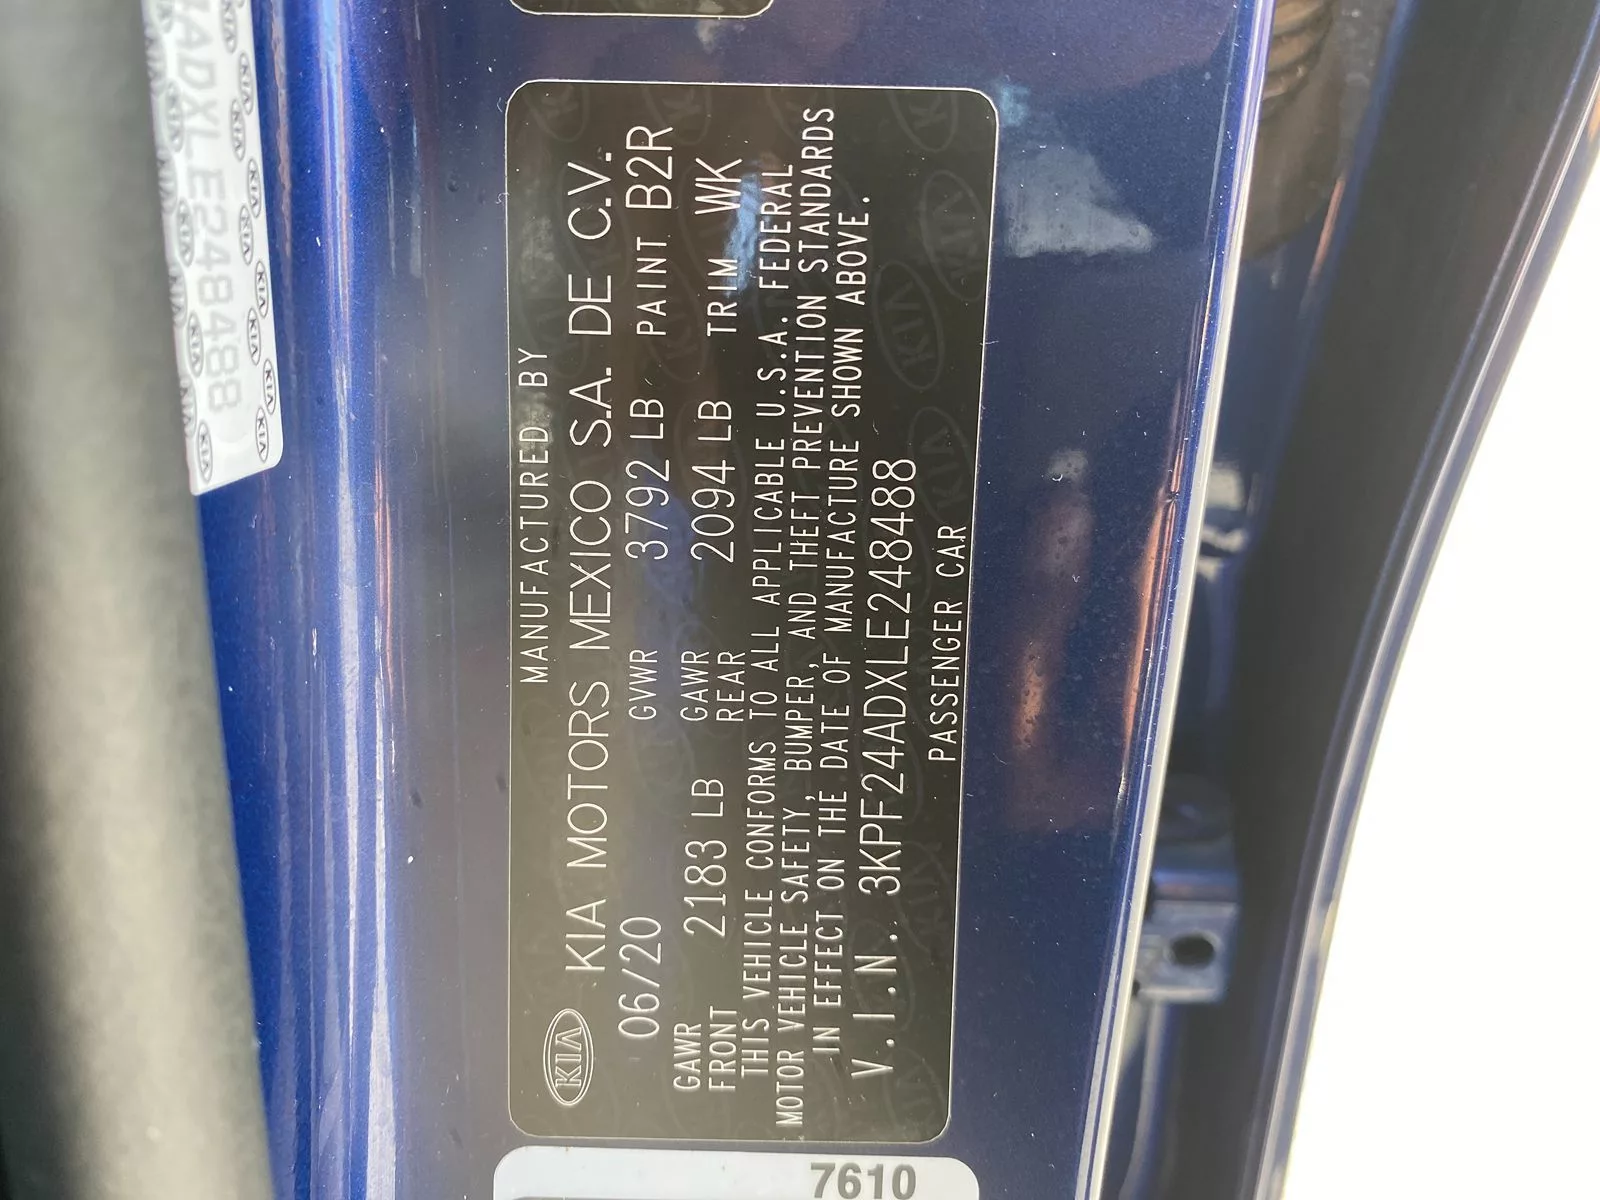 MANUFACTURED BY
KIA KIA MOTORS MEXICO S.A. DE C.V.
06/20 GVWR 3792 LB PAINT B2R
GAWR FRONT 2183 LB GAWR REAR 2094 LB TRIM WK
THIS VEHICLE CONFORMS TO ALL APPLICABLE U.S.A. FEDERAL
MOTOR VEHICLE SAFETY, BUMPER, AND THEFT PREVENTION STANDARDS
IN EFFECT ON THE DATE OF MANUFACTURE SHOWN ABOVE.
V.I.N. 3KPF24ADXLE248488
PASSENGER CAR
ADXLE248488
7610